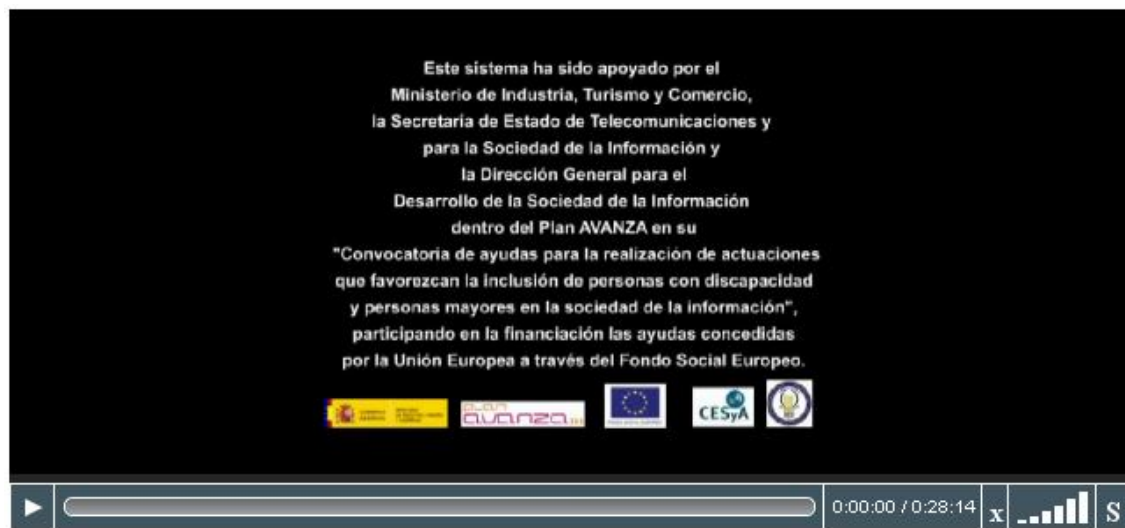 Este sistema ha sido apoyado por el
Ministerio de Industria, Turismo y Comercio,
la Secretaria de Estado de Telecomunicaciones y
para la Sociedad de la Información y
la Dirección General para el
Desarrollo de la Sociedad de la Información
dentro del Plan AVANZA en su
"Convocatoria de ayudas para la realización de actuaciones
que favorezcan la inclusión de personas con discapacidad
y personas mayores en la sociedad de la información",
participando en la financiación las ayudas concedidas
por la Unión Europea a través del Fondo Social Europeo.
PLAN
avanza
CESyA
0:00:00 / 0:28:14 x S